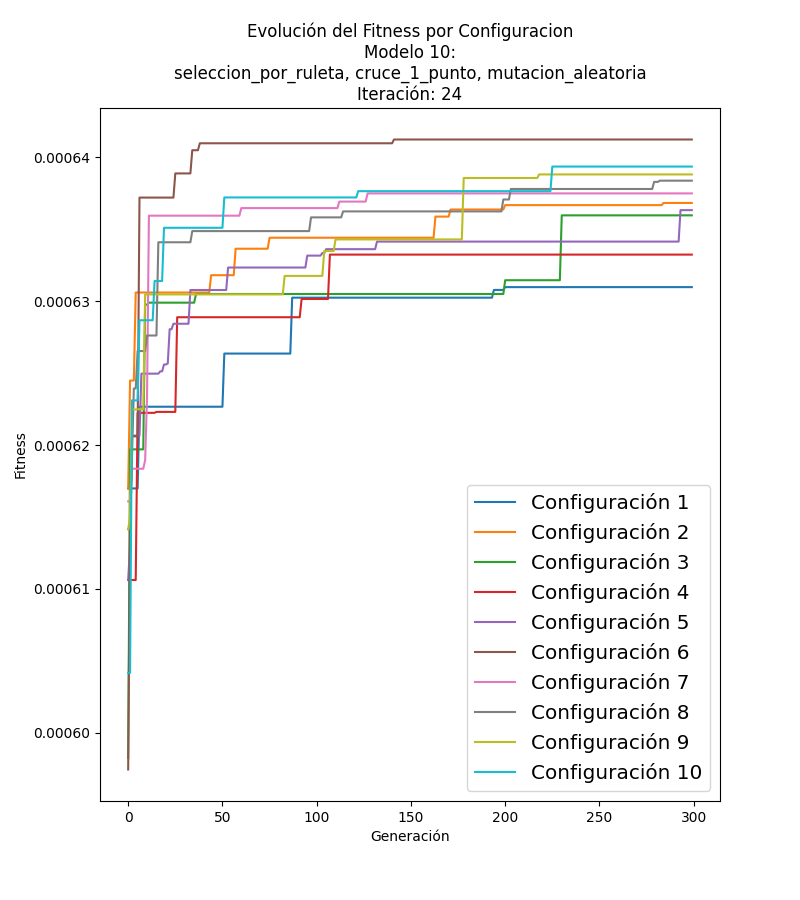 Evolución del Fitness por Configuracion
Modelo 10:
seleccion_por_ruleta, cruce_1_punto, mutacion_aleatoria
Iteración: 24
0.00064
0.00063
0.00062
0.00061
0.00060
Fitness
Configuración 1
Configuración 2
Configuración 3
Configuración 4
Configuración 5
Configuración 6
Configuración 7
Configuración 8
Configuración 9
Configuración 10
0 50 100 150 200 250 300
Generación